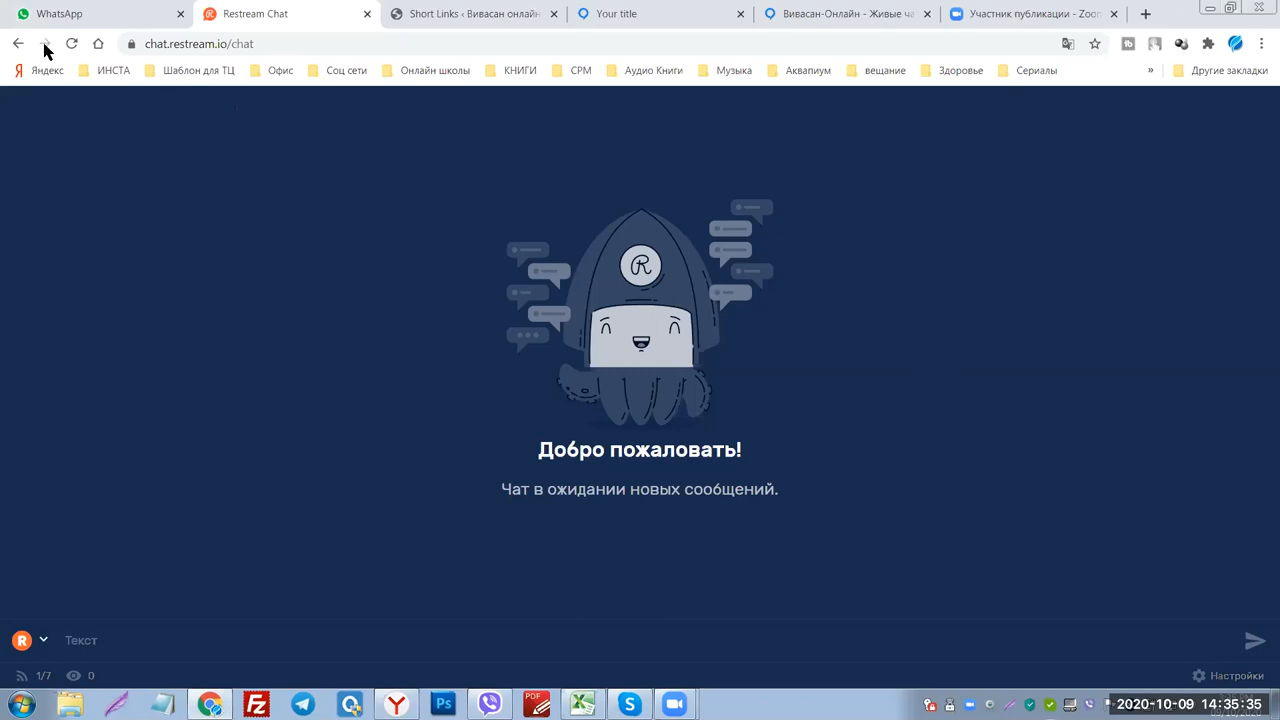 WhatsApp
Restream Chat
Short Links ‹ Вивасан онлайн
Your title
Вивасан-Онлайн - Живые ча
Участник публикации - Zoon
chat.restream.io/chat
Яндекс
ИНСТА
Шаблон для ТЦ
Офис
Соц сети
Онлайн школы
КНИГИ
СРМ
Аудио Книги
Музыка
Аквапиум
вещание
Здоровье
Сериалы
»
Другие закладки
R
Добро пожаловать!
Чат в ожидании новых сообщений.
R
Текст
1/7
0
Настройки
Fz
Y
Ps
PDF
S
2020-10-09 14:35:35